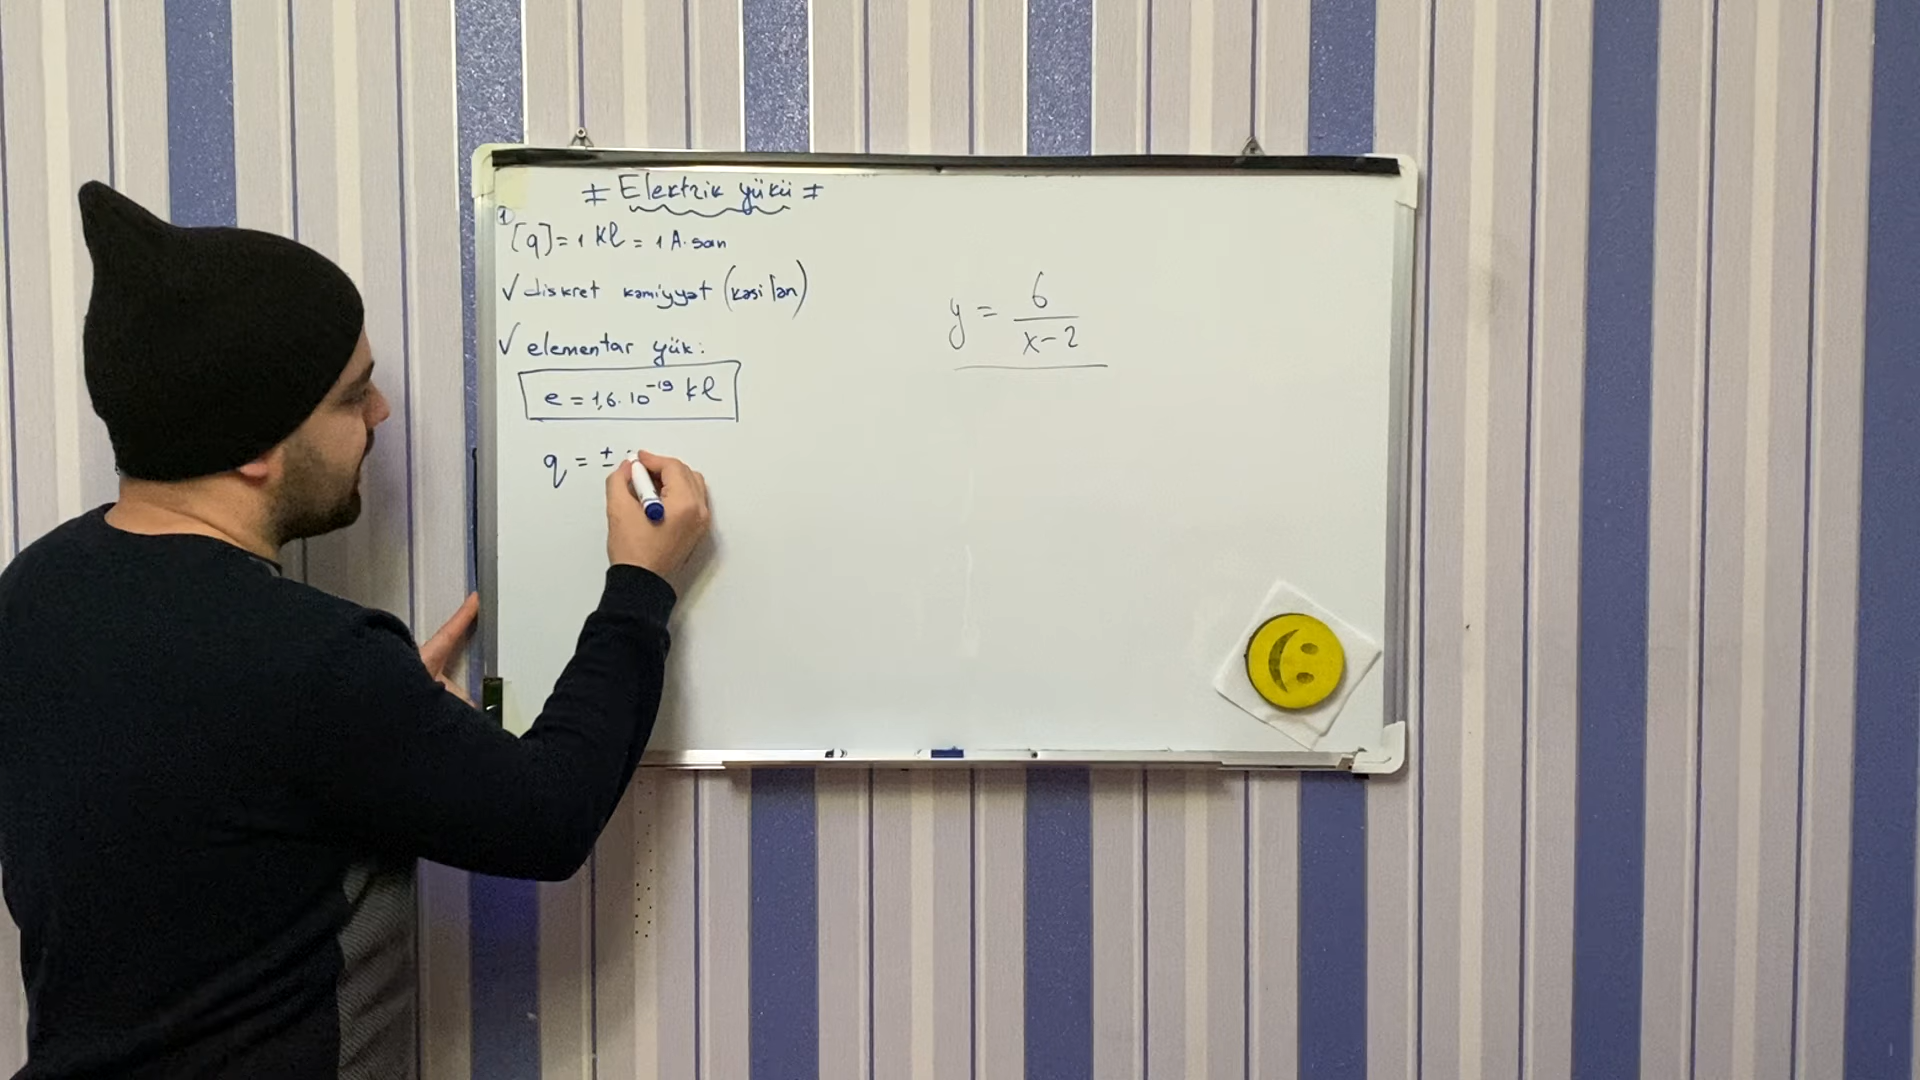 ≠ Elektrik yükü ≠
1
[q] = 1 Kl = 1 A·san
√ diskret kəmiyyət (kəsilən)
√ elementar yük:
e = 1,6·10⁻¹⁹ kl
q = ±
y = 6/(x-2)